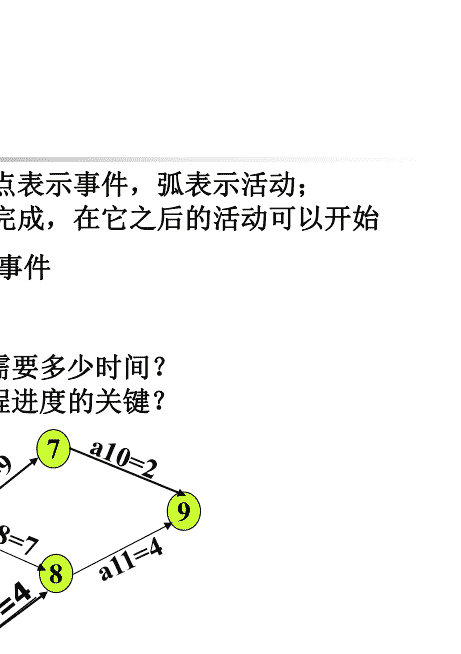 点表示事件，弧表示活动；
完成，在它之后的活动可以开始
事件
需要多少时间？
程进度的关键？
7
a10=2
9
9
8=7
a11=4
8
=4